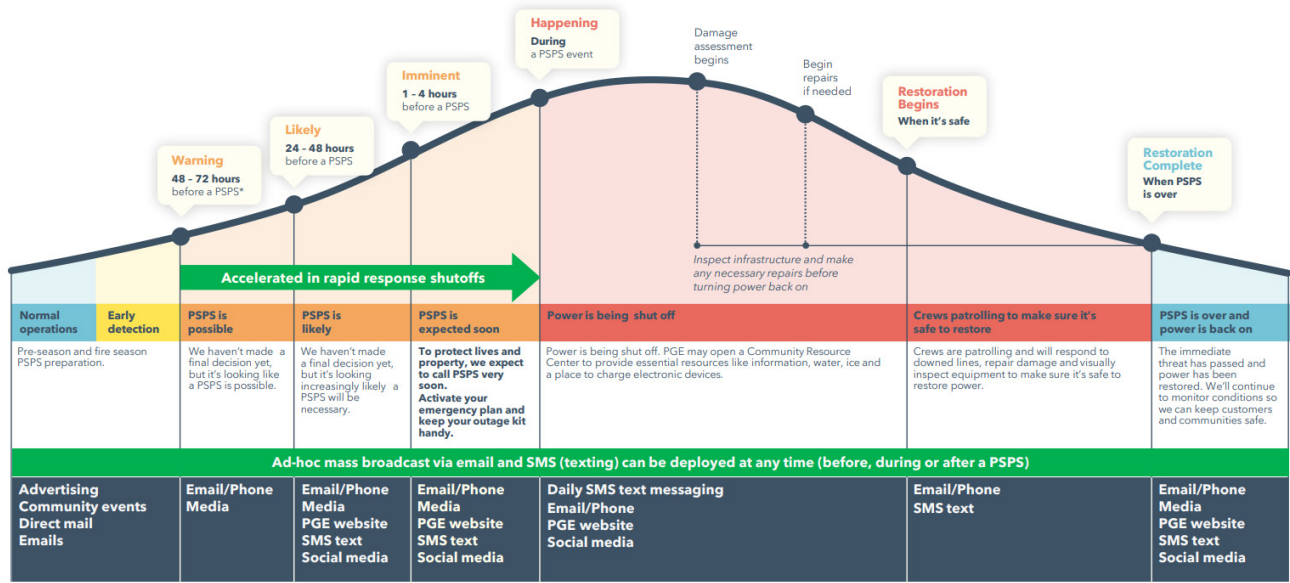 Happening
During
a PSPS event
Damage
assessment
begins
Begin
repairs
if needed
Imminent
1 – 4 hours
before a PSPS
Restoration
Begins
When it's safe
Likely
24 – 48 hours
before a PSPS
Warning
48 – 72 hours
before a PSPS*
Restoration
Complete
When PSPS
is over
Accelerated in rapid response shutoffs
Inspect infrastructure and make
any necessary repairs before
turning power back on
Normal
operations
Early
detection
PSPS is
possible
PSPS is
likely
PSPS is
expected soon
Power is being shut off
Crews patrolling to make sure it's
safe to restore
PSPS is over and
power is back on
Pre-season and fire season
PSPS preparation.
We haven't made a
final decision yet,
but it's looking like
a PSPS is possible.
We haven't made
a final decision yet,
but it's looking
increasingly likely a
PSPS will be
necessary.
To protect lives and
property, we expect
to call PSPS very
soon.
Activate your
emergency plan and
keep your outage kit
handy.
Power is being shut off. PGE may open a Community Resource
Center to provide essential resources like information, water, ice and
a place to charge electronic devices.
Crews are patrolling and will respond to
downed lines, repair damage and visually
inspect equipment to make sure it's safe to
restore power.
The immediate
threat has passed and
power has been
restored. We'll continue
to monitor conditions so
we can keep customers
and communities safe.
Ad-hoc mass broadcast via email and SMS (texting) can be deployed at any time (before, during or after a PSPS)
Advertising
Community events
Direct mail
Emails
Email/Phone
Media
Email/Phone
Media
PGE website
SMS text
Social media
Email/Phone
Media
PGE website
SMS text
Social media
Daily SMS text messaging
Email/Phone
PGE website
Social media
Email/Phone
SMS text
Email/Phone
Media
PGE website
SMS text
Social media